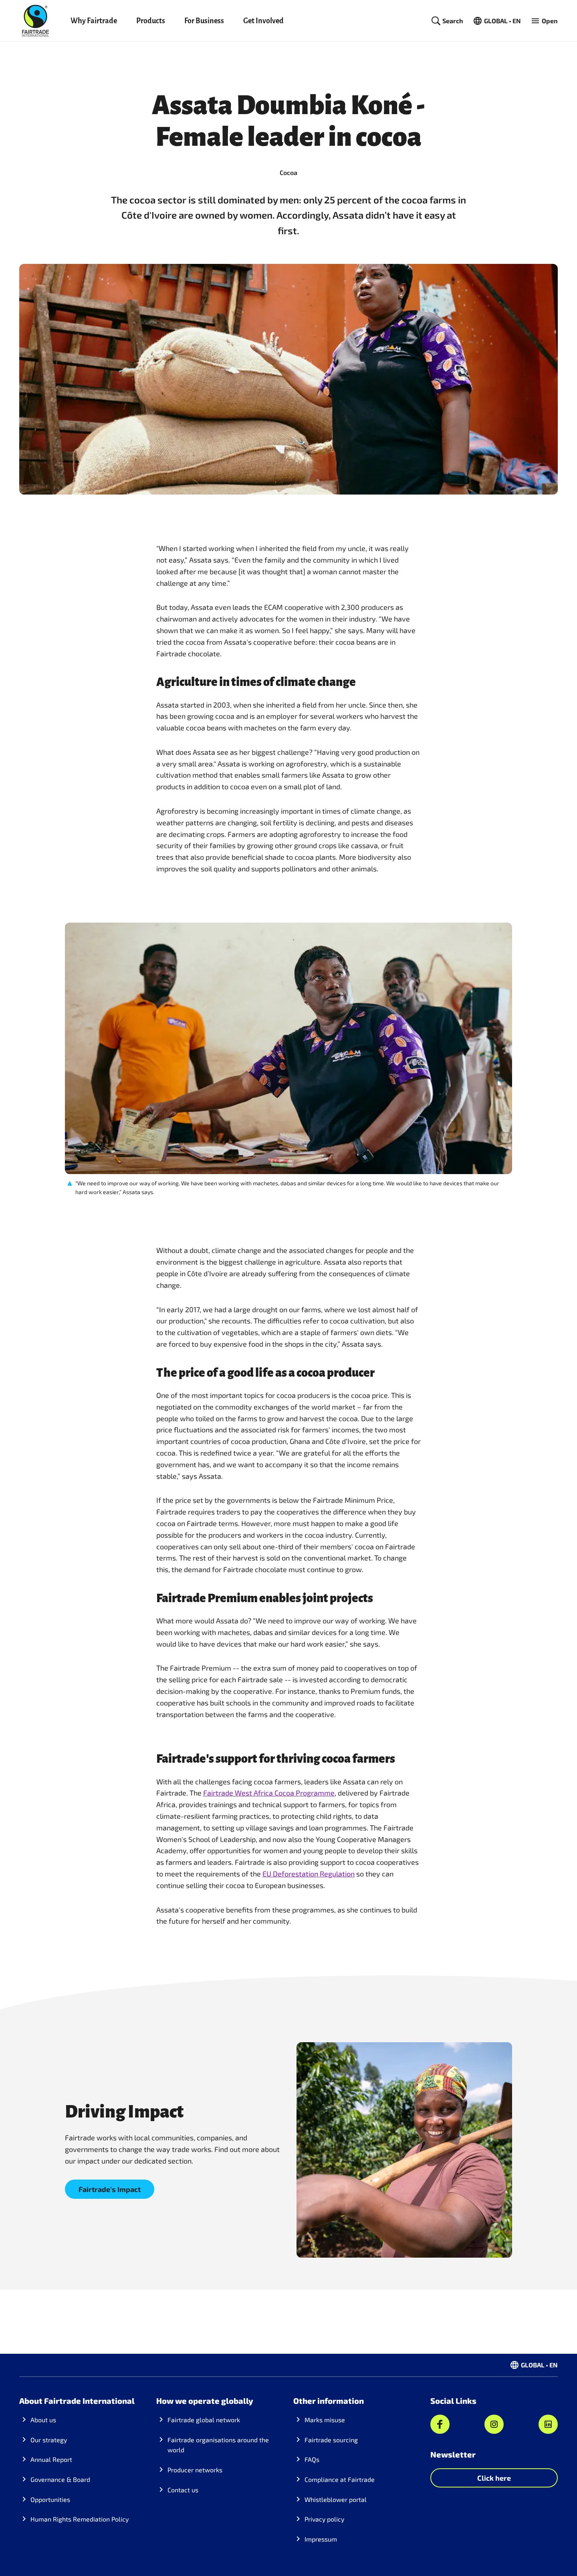 FAIRTRADE
INTERNATIONAL
Why Fairtrade
Products
For Business
Get Involved
Search
GLOBAL • EN
Open
Assata Doumbia Koné -
Female leader in cocoa
Cocoa
The cocoa sector is still dominated by men: only 25 percent of the cocoa farms in
Côte d'Ivoire are owned by women. Accordingly, Assata didn't have it easy at
first.
"When I started working when I inherited the field from my uncle, it was really
not easy," Assata says. "Even the family and the community in which I lived
looked after me because [it was thought that] a woman cannot master the
challenge at any time."
But today, Assata even leads the ECAM cooperative with 2,300 producers as
chairwoman and actively advocates for the women in their industry. "We have
shown that we can make it as women. So I feel happy," she says. Many will have
tried the cocoa from Assata's cooperative before: their cocoa beans are in
Fairtrade chocolate.
Agriculture in times of climate change
Assata started in 2003, when she inherited a field from her uncle. Since then, she
has been growing cocoa and is an employer for several workers who harvest the
valuable cocoa beans with machetes on the farm every day.
What does Assata see as her biggest challenge? "Having very good production on
a very small area." Assata is working on agroforestry, which is a sustainable
cultivation method that enables small farmers like Assata to grow other
products in addition to cocoa even on a small plot of land.
Agroforestry is becoming increasingly important in times of climate change, as
weather patterns are changing, soil fertility is declining, and pests and diseases
are decimating crops. Farmers are adopting agroforestry to increase the food
security of their families by growing other ground crops like cassava, or fruit
trees that also provide beneficial shade to cocoa plants. More biodiversity also
improves the soil quality and supports pollinators and other animals.
"We need to improve our way of working. We have been working with machetes, dabas and similar devices for a long time. We would like to have devices that make our
hard work easier," Assata says.
Without a doubt, climate change and the associated changes for people and the
environment is the biggest challenge in agriculture. Assata also reports that
people in Côte d'Ivoire are already suffering from the consequences of climate
change.
"In early 2017, we had a large drought on our farms, where we lost almost half of
our production," she recounts. The difficulties refer to cocoa cultivation, but also
to the cultivation of vegetables, which are a staple of farmers' own diets. "We
are forced to buy expensive food in the shops in the city," Assata says.
The price of a good life as a cocoa producer
One of the most important topics for cocoa producers is the cocoa price. This is
negotiated on the commodity exchanges of the world market – far from the
people who toiled on the farms to grow and harvest the cocoa. Due to the large
price fluctuations and the associated risk for farmers' incomes, the two most
important countries of cocoa production, Ghana and Côte d'Ivoire, set the price for
cocoa. This is redefined twice a year. "We are grateful for all the efforts the
government has, and we want to accompany it so that the income remains
stable," says Assata.
If the price set by the governments is below the Fairtrade Minimum Price,
Fairtrade requires traders to pay the cooperatives the difference when they buy
cocoa on Fairtrade terms. However, more must happen to make a good life
possible for the producers and workers in the cocoa industry. Currently,
cooperatives can only sell about one-third of their members' cocoa on Fairtrade
terms. The rest of their harvest is sold on the conventional market. To change
this, the demand for Fairtrade chocolate must continue to grow.
Fairtrade Premium enables joint projects
What more would Assata do? "We need to improve our way of working. We have
been working with machetes, dabas and similar devices for a long time. We
would like to have devices that make our hard work easier," she says.
The Fairtrade Premium -- the extra sum of money paid to cooperatives on top of
the selling price for each Fairtrade sale -- is invested according to democratic
decision-making by the cooperative. For instance, thanks to Premium funds, the
cooperative has built schools in the community and improved roads to facilitate
transportation between the farms and the cooperative.
Fairtrade's support for thriving cocoa farmers
With all the challenges facing cocoa farmers, leaders like Assata can rely on
Fairtrade. The Fairtrade West Africa Cocoa Programme, delivered by Fairtrade
Africa, provides trainings and technical support to farmers, for topics from
climate-resilient farming practices, to protecting child rights, to data
management, to setting up village savings and loan programmes. The Fairtrade
Women's School of Leadership, and now also the Young Cooperative Managers
Academy, offer opportunities for women and young people to develop their skills
as farmers and leaders. Fairtrade is also providing support to cocoa cooperatives
to meet the requirements of the EU Deforestation Regulation so they can
continue selling their cocoa to European businesses.
Assata's cooperative benefits from these programmes, as she continues to build
the future for herself and her community.
Driving Impact
Fairtrade works with local communities, companies, and
governments to change the way trade works. Find out more about
our impact under our dedicated section.
Fairtrade's Impact
GLOBAL • EN
About Fairtrade International
About us
Our strategy
Annual Report
Governance & Board
Opportunities
Human Rights Remediation Policy
How we operate globally
Fairtrade global network
Fairtrade organisations around the
world
Producer networks
Contact us
Other information
Marks misuse
Fairtrade sourcing
FAQs
Compliance at Fairtrade
Whistleblower portal
Privacy policy
Impressum
Social Links
Newsletter
Click here